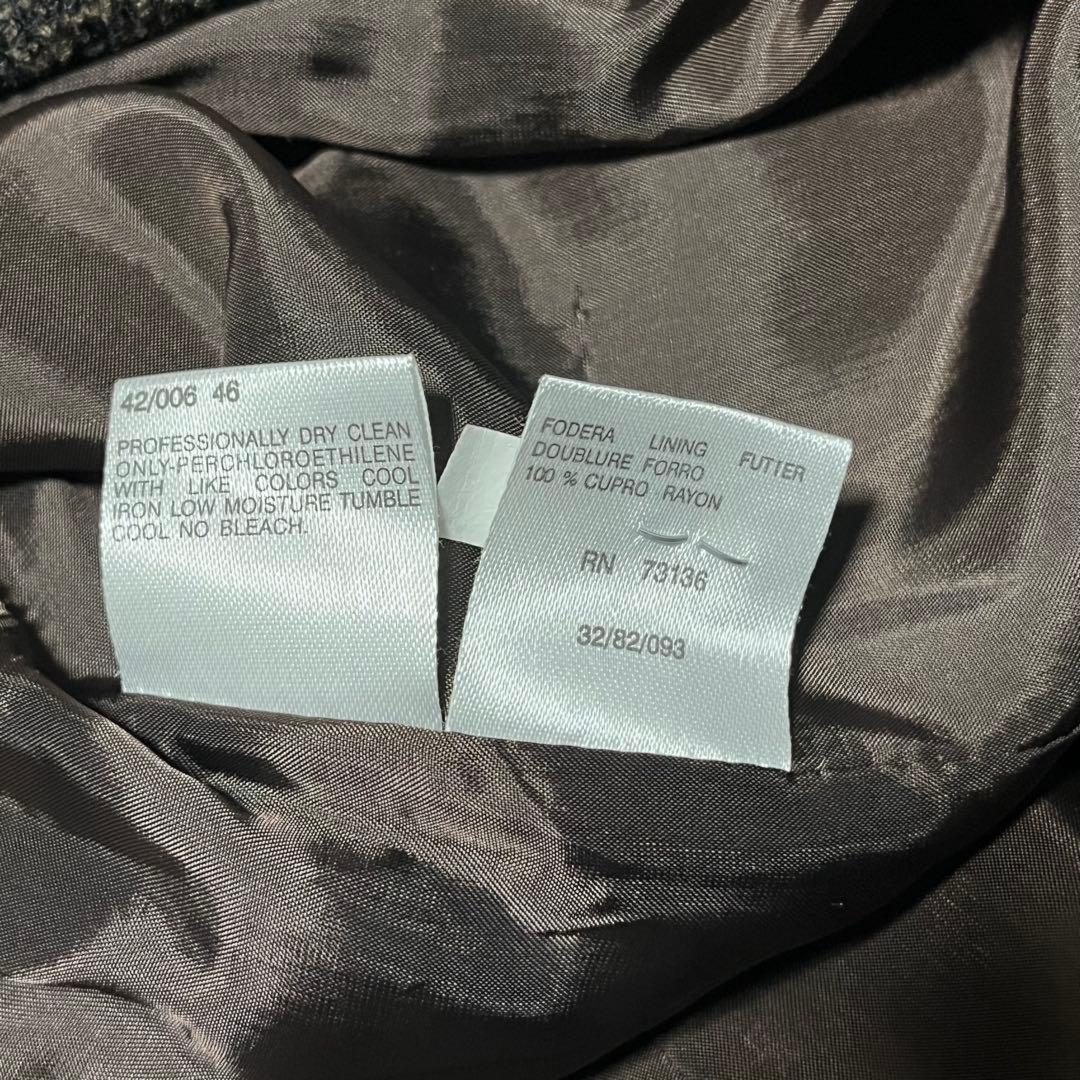 42/006 46
PROFESSIONALLY DRY CLEAN
ONLY-PERCHLOROETHILENE
WITH LIKE COLORS COOL
IRON LOW MOISTURE TUMBLE
COOL NO BLEACH.
FODERA LINING FUTTER
DOUBLURE FORRO
100 % CUPRO RAYON
RN 73136
32/82/093